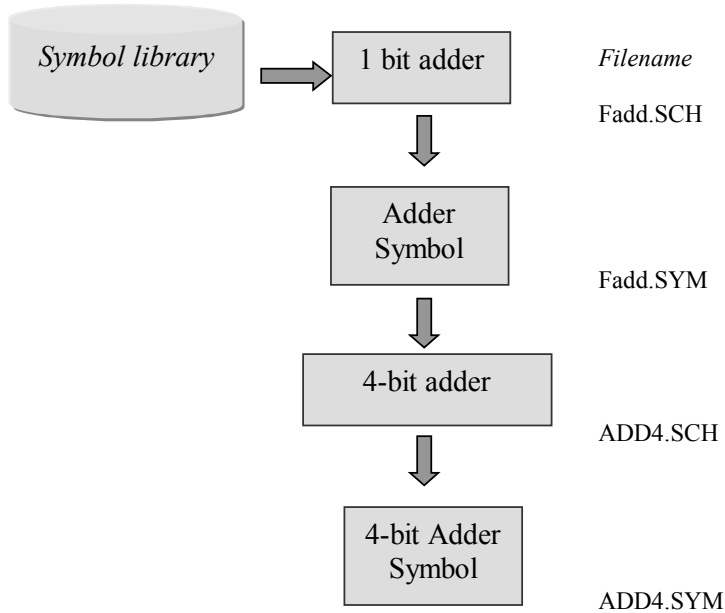 Symbol library
1 bit adder
Filename
Fadd.SCH
Adder
Symbol
Fadd.SYM
4-bit adder
ADD4.SCH
4-bit Adder
Symbol
ADD4.SYM